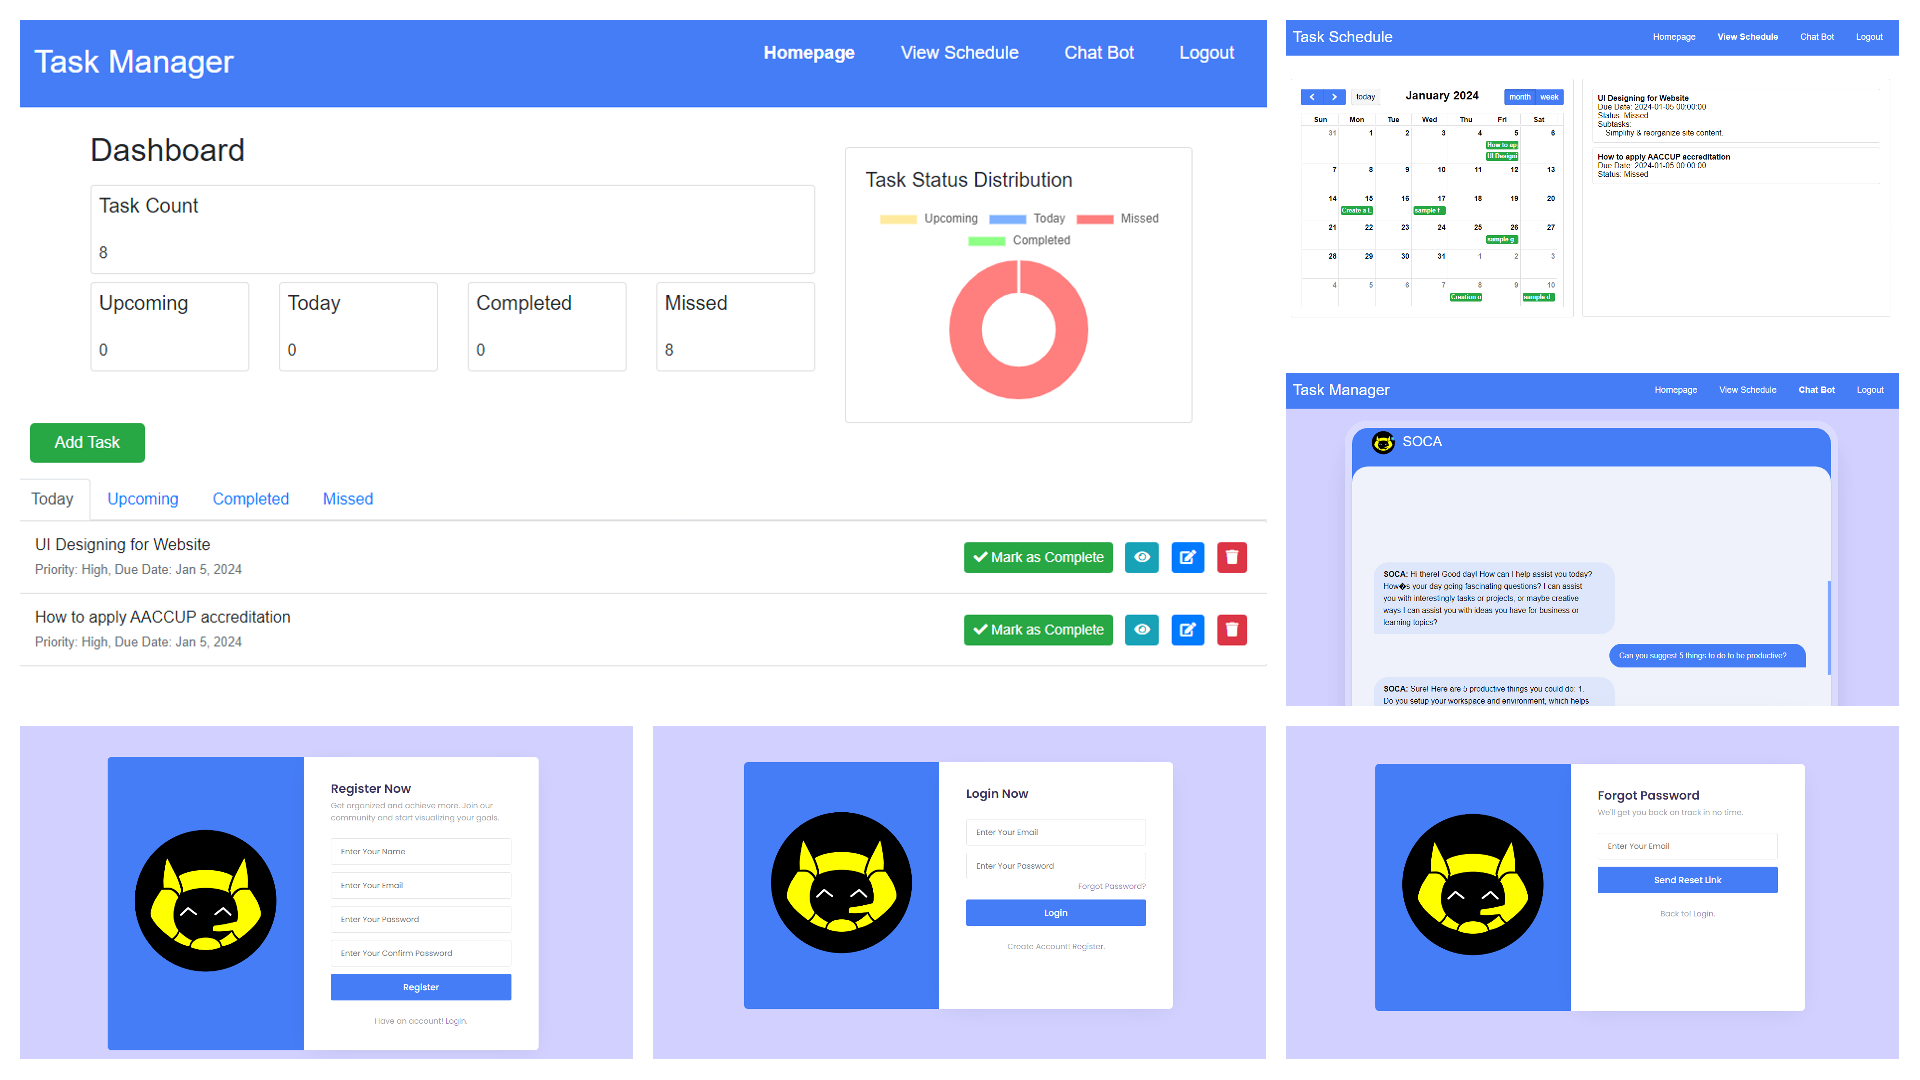 Task Manager
Homepage View Schedule Chat Bot Logout
Dashboard
Task Count
8
Upcoming Today Completed Missed
0 0 0 8
Task Status Distribution
Upcoming Today Missed
Completed
Add Task
Today Upcoming Completed Missed
UI Designing for Website
Priority: High, Due Date: Jan 5, 2024
Mark as Complete
How to apply AACCUP accreditation
Priority: High, Due Date: Jan 5, 2024
Mark as Complete
Task Schedule
Homepage View Schedule Chat Bot Logout
today January 2024 month week
Sun Mon Tue Wed Thu Fri Sat
31 1 2 3 4 5 6
How to ap
UI Designi
7 8 9 10 11 12 13
14 15 16 17 18 19 20
Create a L sample t
21 22 23 24 25 26 27
sample g
28 29 30 31 1 2 3
4 5 6 7 8 9 10
Creation u sample d
UI Designing for Website
Due Date: 2024-01-05 00:00:00
Status: Missed
Subtasks:
Simplifiy & reorganize site content.
How to apply AACCUP accreditation
Due Date: 2024-01-05 00:00:00
Status: Missed
Task Manager
Homepage View Schedule Chat Bot Logout
SOCA
SOCA: Hi there! Good day! How can I help assist you today?
How�s your day going fascinating questions? I can assist
you with interestingly tasks or projects, or maybe creative
ways I can assist you with ideas you have for business or
learning topics?
Can you suggest 5 things to do to be productive?
SOCA: Sure! Here are 5 productive things you could do: 1.
Do you setup your workspace and environment, which helps
Register Now
Get organized and achieve more. Join our
community and start visualizing your goals.
Enter Your Name
Enter Your Email
Enter Your Password
Enter Your Confirm Password
Register
Have an account! Login.
Login Now
Enter Your Email
Enter Your Password
Forgot Password?
Login
Create Account! Register.
Forgot Password
We'll get you back on track in no time.
Enter Your Email
Send Reset Link
Back to! Login.